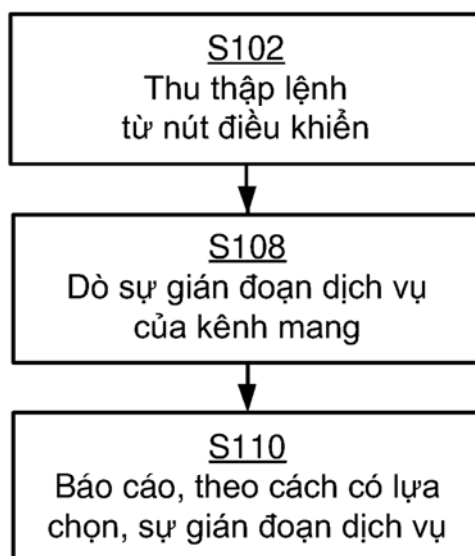 S102
Thu thập lệnh
từ nút điều khiển
S108
Dò sự gián đoạn dịch vụ
của kênh mang
S110
Báo cáo, theo cách có lựa
chọn, sự gián đoạn dịch vụ